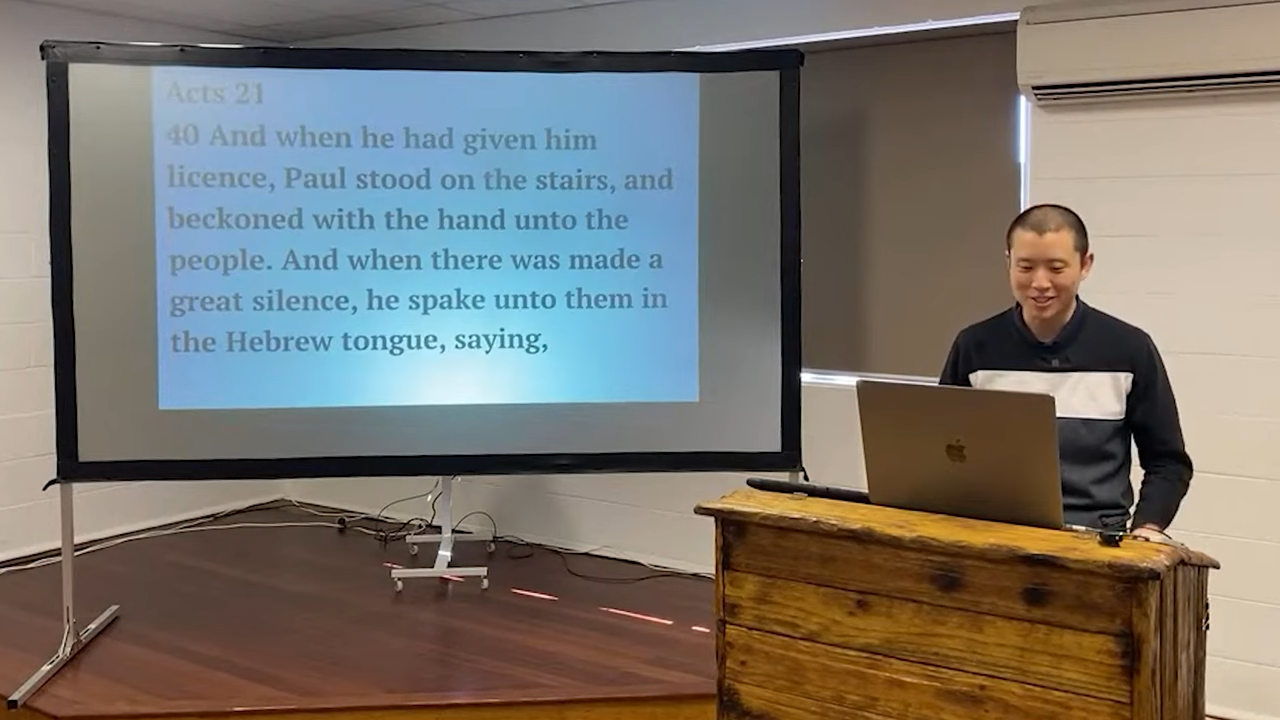 Acts 21
40 And when he had given him
licence, Paul stood on the stairs, and
beckoned with the hand unto the
people. And when there was made a
great silence, he spake unto them in
the Hebrew tongue, saying,